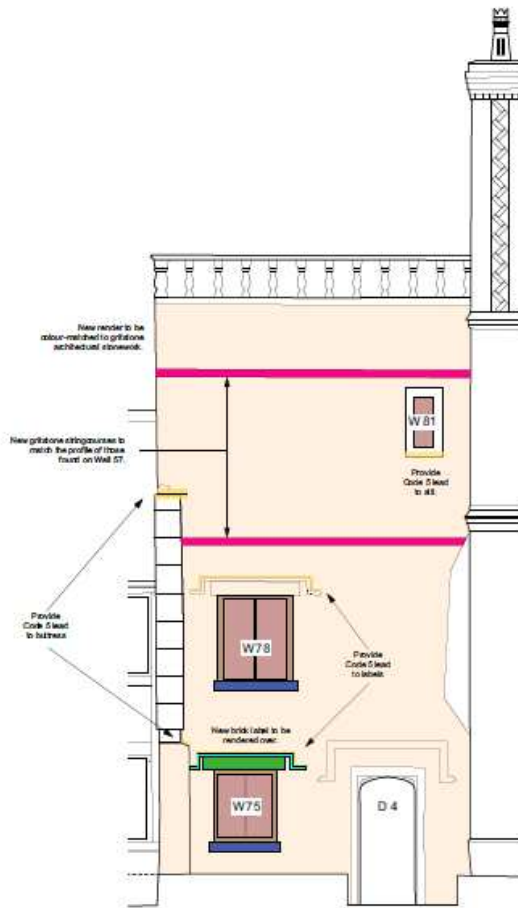 New render to be
colour-matched to gritstone
architectural stonework.
W 81
New gritstone stringcourses to
match the profile of those
found on Wall 57.
Provide
Code 5 lead
to sill.
Provide
Code 5 lead
to buttress
W78
Provide
Code 5 lead
to labels
New brick label to be
rendered over.
W75
D 4